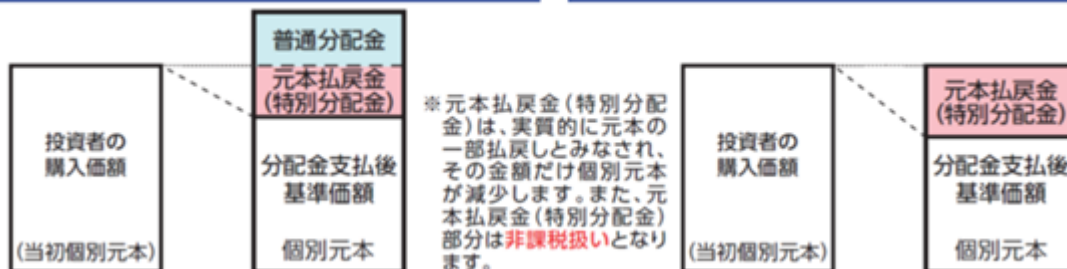 普通分配金
元本払戻金
(特別分配金)
投資者の
購入価額
(当初個別元本)
分配金支払後
基準価額
個別元本
※元本払戻金(特別分配
金)は、実質的に元本の
一部払戻しとみなされ、
その金額だけ個別元本
が減少します。また、元
本払戻金(特別分配金)
部分は非課税扱いとなり
ます。
投資者の
購入価額
(当初個別元本)
元本払戻金
(特別分配金)
分配金支払後
基準価額
個別元本